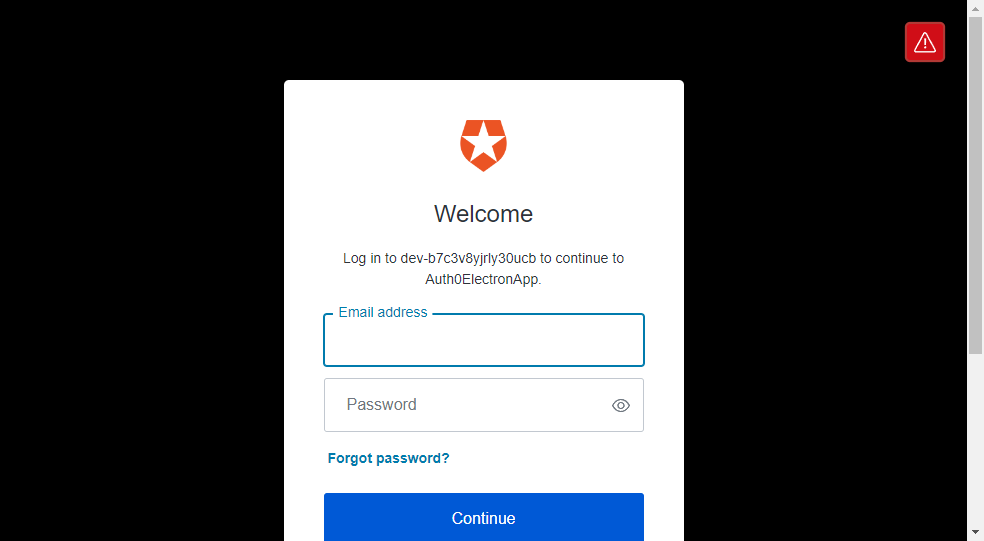 Welcome
Log in to dev-b7c3v8yjrly30ucb to continue to
Auth0ElectronApp.
Email address
Password
Forgot password?
Continue